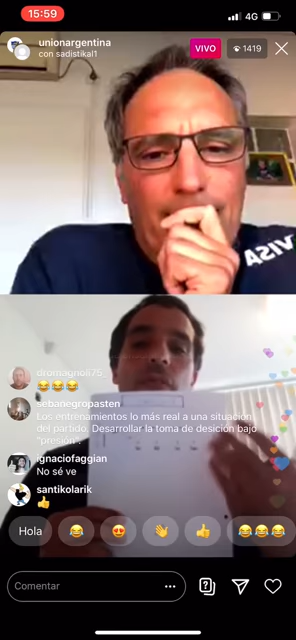 15:59
4G
unionargentina
con sadistikal1
VIVO
1419
VISA
dromagnoli75
😂😂😂
sebanegropasten
Los entrenamientos lo más real a una situación
del partido. Desarrollar la toma de desición bajo
"presión".
ignaciofaggian
No sé ve
santikolarik
👍
Hola 😂 😍 👋 👍 😂😂😂
Comentar